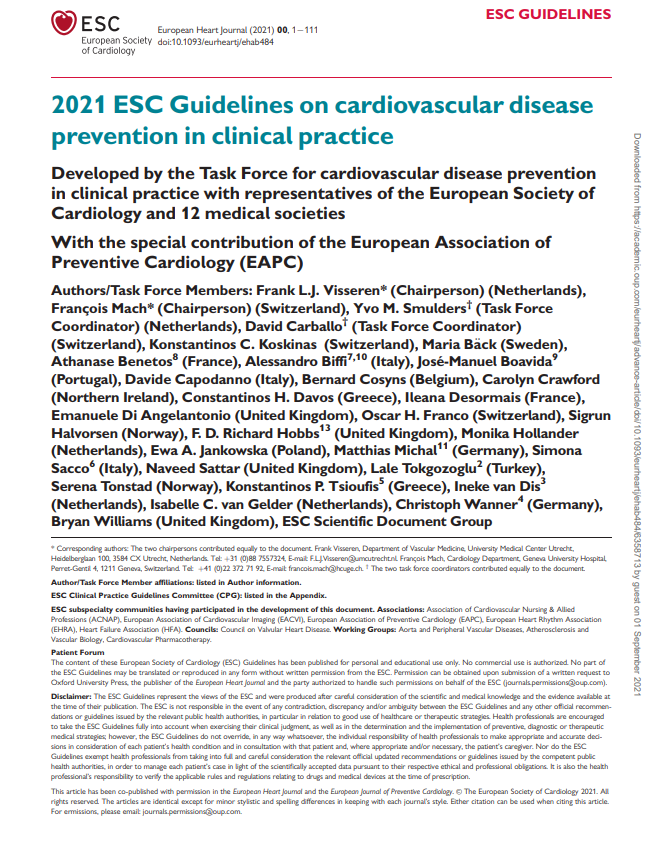 ESC
European Society
of Cardiology
European Heart Journal (2021) 00, 1–111
doi:10.1093/eurheartj/ehab484
ESC GUIDELINES
2021 ESC Guidelines on cardiovascular disease
prevention in clinical practice
Developed by the Task Force for cardiovascular disease prevention
in clinical practice with representatives of the European Society of
Cardiology and 12 medical societies
With the special contribution of the European Association of
Preventive Cardiology (EAPC)
Authors/Task Force Members: Frank L.J. Visseren* (Chairperson) (Netherlands),
François Mach* (Chairperson) (Switzerland), Yvo M. Smulders† (Task Force
Coordinator) (Netherlands), David Carballo† (Task Force Coordinator)
(Switzerland), Konstantinos C. Koskinas (Switzerland), Maria Bäck (Sweden),
Athanase Benetos8 (France), Alessandro Biffi7,10 (Italy), José-Manuel Boavida9
(Portugal), Davide Capodanno (Italy), Bernard Cosyns (Belgium), Carolyn Crawford
(Northern Ireland), Constantinos H. Davos (Greece), Ileana Desormais (France),
Emanuele Di Angelantonio (United Kingdom), Oscar H. Franco (Switzerland), Sigrun
Halvorsen (Norway), F. D. Richard Hobbs13 (United Kingdom), Monika Hollander
(Netherlands), Ewa A. Jankowska (Poland), Matthias Michal11 (Germany), Simona
Sacco6 (Italy), Naveed Sattar (United Kingdom), Lale Tokgozoglu2 (Turkey),
Serena Tonstad (Norway), Konstantinos P. Tsioufis5 (Greece), Ineke van Dis3
(Netherlands), Isabelle C. van Gelder (Netherlands), Christoph Wanner4 (Germany),
Bryan Williams (United Kingdom), ESC Scientific Document Group
* Corresponding authors: The two chairpersons contributed equally to the document. Frank Visseren, Department of Vascular Medicine, University Medical Center Utrecht,
Heidelberglaan 100, 3584 CX Utrecht, Netherlands. Tel: +31 (0)88 7557324, E-mail: F.L.J.Visseren@umcutrecht.nl. François Mach, Cardiology Department, Geneva University Hospital,
Perret-Gentil 4, 1211 Geneva, Switzerland. Tel: +41 (0)22 372 71 92, E-mail: francois.mach@hcuge.ch. † The two task force coordinators contributed equally to the document.
Author/Task Force Member affiliations: listed in Author information.
ESC Clinical Practice Guidelines Committee (CPG): listed in the Appendix.
ESC subspecialty communities having participated in the development of this document. Associations: Association of Cardiovascular Nursing & Allied
Professions (ACNAP), European Association of Cardiovascular Imaging (EACVI), European Association of Preventive Cardiology (EAPC), European Heart Rhythm Association
(EHRA), Heart Failure Association (HFA). Councils: Council on Valvular Heart Disease. Working Groups: Aorta and Peripheral Vascular Diseases, Atherosclerosis and
Vascular Biology, Cardiovascular Pharmacotherapy.
Patient Forum
The content of these European Society of Cardiology (ESC) Guidelines has been published for personal and educational use only. No commercial use is authorized. No part of
the ESC Guidelines may be translated or reproduced in any form without written permission from the ESC. Permission can be obtained upon submission of a written request to
Oxford University Press, the publisher of the European Heart Journal and the party authorized to handle such permissions on behalf of the ESC (journals.permissions@oup.com).
Disclaimer: The ESC Guidelines represent the views of the ESC and were produced after careful consideration of the scientific and medical knowledge and the evidence available at
the time of their publication. The ESC is not responsible in the event of any contradiction, discrepancy and/or ambiguity between the ESC Guidelines and any other official recommen-
dations or guidelines issued by the relevant public health authorities, in particular in relation to good use of healthcare or therapeutic strategies. Health professionals are encouraged
to take the ESC Guidelines fully into account when exercising their clinical judgment, as well as in the determination and the implementation of preventive, diagnostic or therapeutic
medical strategies; however, the ESC Guidelines do not override, in any way whatsoever, the individual responsibility of health professionals to make appropriate and accurate deci-
sions in consideration of each patient's health condition and in consultation with that patient and, where appropriate and/or necessary, the patient's caregiver. Nor do the ESC
Guidelines exempt health professionals from taking into full and careful consideration the relevant official updated recommendations or guidelines issued by the competent public
health authorities, in order to manage each patient's case in light of the scientifically accepted data pursuant to their respective ethical and professional obligations. It is also the health
professional's responsibility to verify the applicable rules and regulations relating to drugs and medical devices at the time of prescription.
This article has been co-published with permission in the European Heart Journal and the European Journal of Preventive Cardiology. © The European Society of Cardiology 2021. All
rights reserved. The articles are identical except for minor stylistic and spelling differences in keeping with each journal's style. Either citation can be used when citing this article.
For ermissions, please email: journals.permissions@oup.com.
Downloaded from https://academic.oup.com/eurheartj/advance-article/doi/10.1093/eurheartj/ehab484/6358713 by guest on 01 September 2021